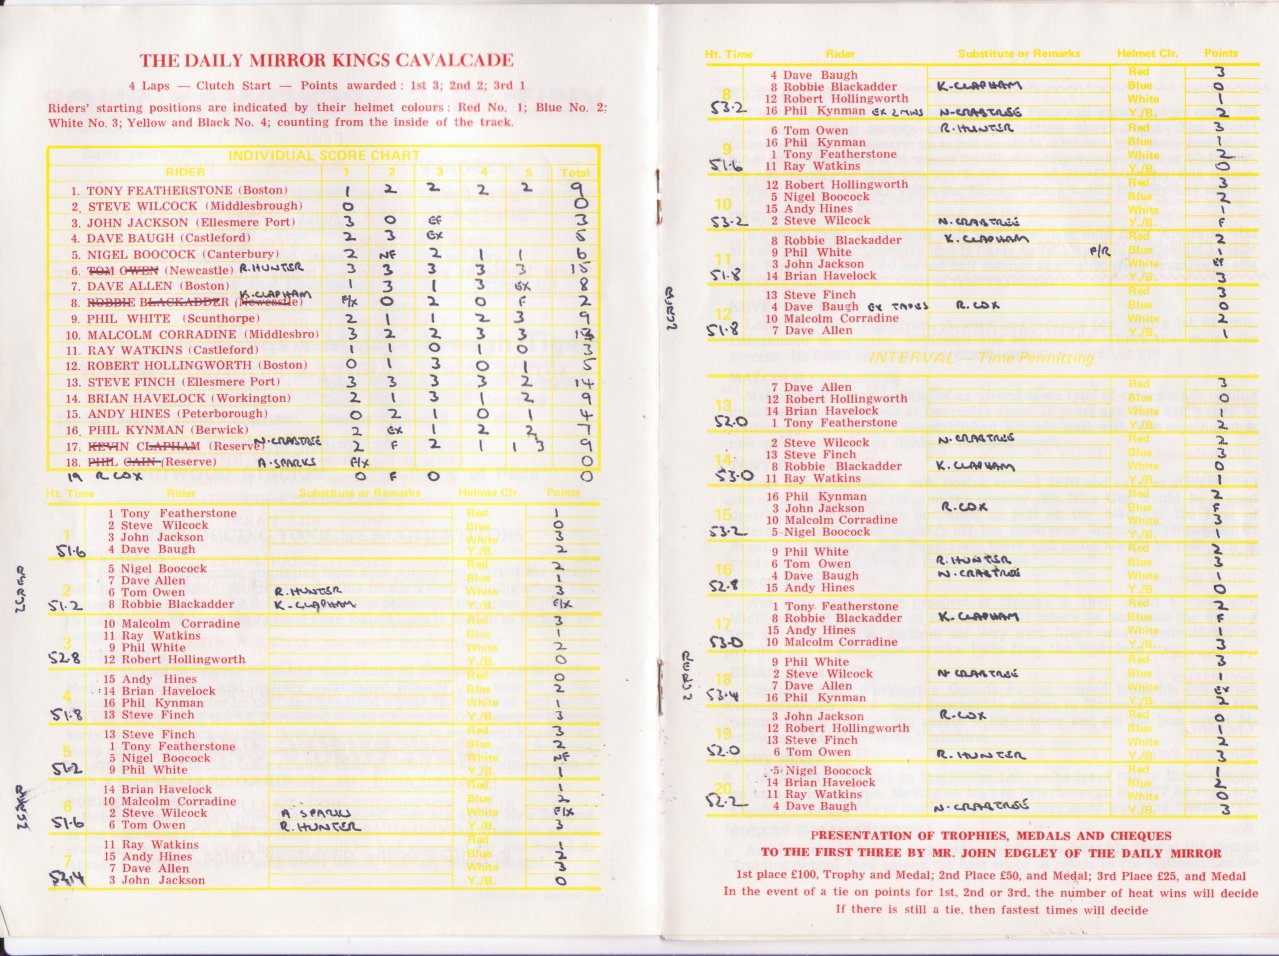 THE DAILY MIRROR KINGS CAVALCADE
4 Laps — Clutch Start — Points awarded : 1st 3; 2nd 2; 3rd 1
Riders' starting positions are indicated by their helmet colours : Red No. 1; Blue No. 2;
White No. 3; Yellow and Black No. 4; counting from the inside of the track.
INDIVIDUAL SCORE CHART
RIDER 1 2 3 4 5 Total
1. TONY FEATHERSTONE (Boston) 1 2 2 2 2 9
2. STEVE WILCOCK (Middlesbrough) 0 0
3. JOHN JACKSON (Ellesmere Port) 3 0 EF 3
4. DAVE BAUGH (Castleford) 2 3 EX 5
5. NIGEL BOOCOCK (Canterbury) 2 NF 2 1 1 6
6. TOM OWEN (Newcastle) R.HUNTER 3 3 3 3 3 15
7. DAVE ALLEN (Boston) 1 3 1 3 EX 8
8. ROBBIE BLACKADDER (Newcastle) K.CLAPHAM F/X 0 2 0 F 2
9. PHIL WHITE (Scunthorpe) 2 1 1 2 3 9
10. MALCOLM CORRADINE (Middlesbro) 3 2 2 3 3
11. RAY WATKINS (Castleford) 1 1 0 1 0 3
12. ROBERT HOLLINGWORTH (Boston) 0 1 3 0 1 5
13. STEVE FINCH (Ellesmere Port) 3 3 3 3 2 14
14. BRIAN HAVELOCK (Workington) 2 1 3 1 2 9
15. ANDY HINES (Peterborough) 0 2 1 0 1 4
16. PHIL KYNMAN (Berwick) 2 EX 1 2 2 7
17. KEVIN CLAPHAM (Reserve) N.CRABTREE 2 F 2 1 1 3 9
18. PHIL CAIN (Reserve) A.SPARKS F/X 0
19 R COX 0 F 0 0
Ht. Time Rider Substitute or Remarks Helmet Clr. Points
1 Tony Featherstone Red 1
1 2 Steve Wilcock Blue 0
3 John Jackson White 3
51.6 4 Dave Baugh Y./B. 2
5 Nigel Boocock Red 2
2 7 Dave Allen Blue 1
6 Tom Owen R.HUNTER White 3
51.2 8 Robbie Blackadder K.CLAPHAM Y./B. F/X
RERUN
10 Malcolm Corradine Red 3
3 11 Ray Watkins Blue 1
9 Phil White White 2
52.8 12 Robert Hollingworth Y./B. 0
15 Andy Hines Red 0
4 14 Brian Havelock Blue 2
16 Phil Kynman White 1
51.8 13 Steve Finch Y./B. 3
13 Steve Finch Red 3
5 1 Tony Featherstone Blue 2
5 Nigel Boocock White NF
51.2 9 Phil White Y./B. 1
14 Brian Havelock Red 1
6 10 Malcolm Corradine Blue 2
2 Steve Wilcock A SPARKS White F/X
51.6 6 Tom Owen R.HUNTER Y./B. 3
11 Ray Watkins Red 1
7 15 Andy Hines Blue 2
7 Dave Allen White 3
3 John Jackson Y./B. 0
Ht. Time Rider Substitute or Remarks Helmet Clr. Points
4 Dave Baugh Red 3
8 8 Robbie Blackadder K.CLAPHAM Blue 0
53.2 12 Robert Hollingworth White 1
16 Phil Kynman EX 2 MINS N.CRABTREE Y./B. 2
6 Tom Owen R.HUNTER Red 3
9 16 Phil Kynman Blue 1
1 Tony Featherstone White 2
51.6 11 Ray Watkins Y./B. 0
12 Robert Hollingworth Red 3
10 5 Nigel Boocock Blue 2
15 Andy Hines White 1
53.2 2 Steve Wilcock N.CRABTREE Y./B. F
8 Robbie Blackadder K.CLAPHAM Red 2
11 9 Phil White F/R Blue 1
3 John Jackson White EF
51.8 14 Brian Havelock Y./B. 3
13 Steve Finch Red 3
12 4 Dave Baugh EX TAPES R.COX Blue 0
10 Malcolm Corradine White 2
51.8 7 Dave Allen Y./B. 1
INTERVAL Time Permitting
7 Dave Allen Red 3
13 12 Robert Hollingworth Blue 0
14 Brian Havelock White 1
52.0 1 Tony Featherstone Y./B. 2
2 Steve Wilcock N.CRABTREE Red 2
14 13 Steve Finch Blue 3
8 Robbie Blackadder K.CLAPHAM White 0
53.0 11 Ray Watkins Y./B. 1
16 Phil Kynman Red 2
15 3 John Jackson R.COX Blue F
10 Malcolm Corradine White 3
53.2 5 Nigel Boocock Y./B. 1
9 Phil White Red 2
16 6 Tom Owen R.HUNTER Blue 3
4 Dave Baugh N.CRABTREE White 1
52.8 15 Andy Hines Y./B. 0
1 Tony Featherstone Red 2
17 8 Robbie Blackadder K.CLAPHAM Blue F
15 Andy Hines White 1
53.0 10 Malcolm Corradine Y./B. 3
9 Phil White Red 3
18 2 Steve Wilcock N CRABTREE Blue 1
7 Dave Allen White EX
53.4 16 Phil Kynman Y./B. 2
RERUN
3 John Jackson R.COX Red 0
19 12 Robert Hollingworth Blue 1
13 Steve Finch White 2
52.0 6 Tom Owen R.HUNTER Y./B. 3
5 Nigel Boocock Red 1
20 14 Brian Havelock Blue 2
11 Ray Watkins White 0
52.2 4 Dave Baugh N.CRABTREE Y./B. 3
PRESENTATION OF TROPHIES, MEDALS AND CHEQUES
TO THE FIRST THREE BY MR. JOHN EDGLEY OF THE DAILY MIRROR
1st place £100, Trophy and Medal; 2nd Place £50, and Medal; 3rd Place £25, and Medal
In the event of a tie on points for 1st, 2nd or 3rd, the number of heat wins will decide
If there is still a tie, then fastest times will decide